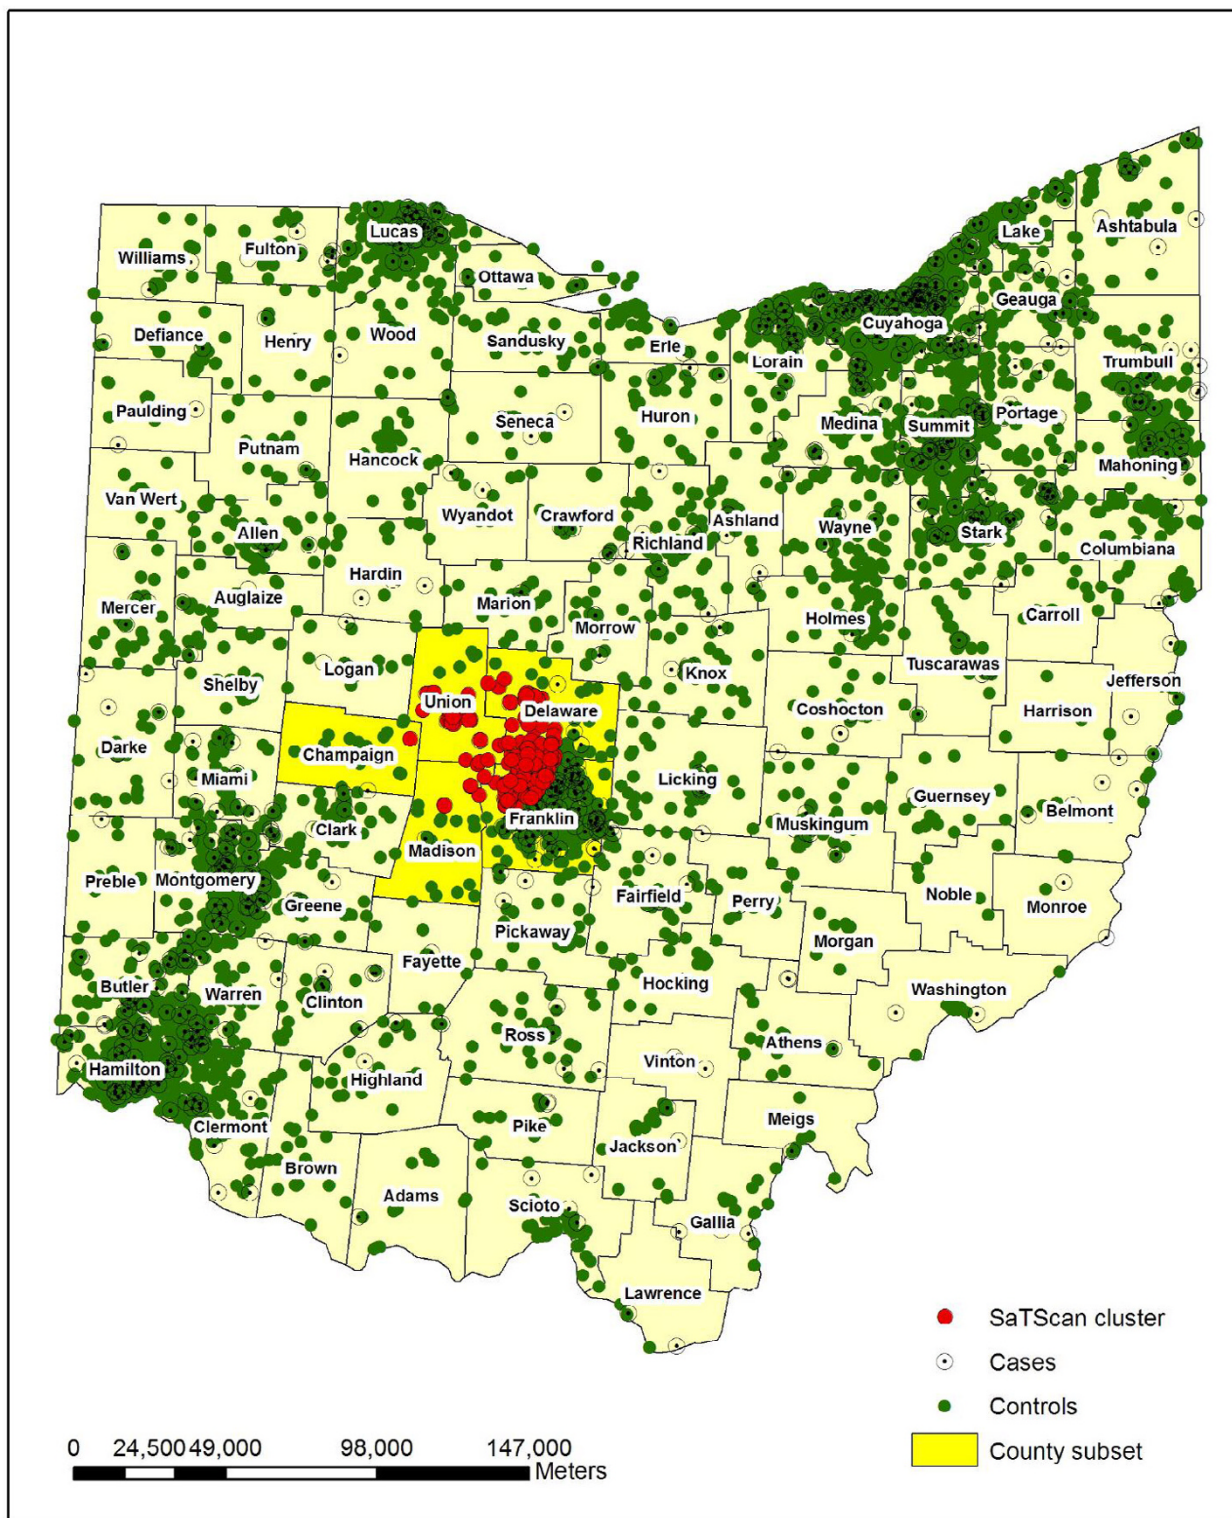 Lake
Ashtabula
Lucas
Fulton
Williams
Ottawa
Geauga
Cuyahoga
Defiance
Henry
Wood
Sandusky
Erie
Lorain
Trumbull
Paulding
Seneca
Huron
Medina
Summit
Portage
Putnam
Hancock
Mahoning
Van Wert
Wyandot
Crawford
Ashland
Wayne
Stark
Allen
Richland
Columbiana
Hardin
Mercer
Auglaize
Marion
Morrow
Holmes
Carroll
Logan
Knox
Tuscarawas
Shelby
Jefferson
Union
Delaware
Coshocton
Harrison
Darke
Champaign
Miami
Licking
Guernsey
Belmont
Clark
Franklin
Muskingum
Madison
Preble
Montgomery
Greene
Fairfield
Perry
Noble
Monroe
Pickaway
Morgan
Fayette
Butler
Warren
Clinton
Hocking
Washington
Ross
Athens
Hamilton
Highland
Vinton
Clermont
Pike
Jackson
Meigs
Brown
Adams
Scioto
Gallia
Lawrence
SaTScan cluster
Cases
Controls
County subset
0 24,500 49,000 98,000 147,000
Meters